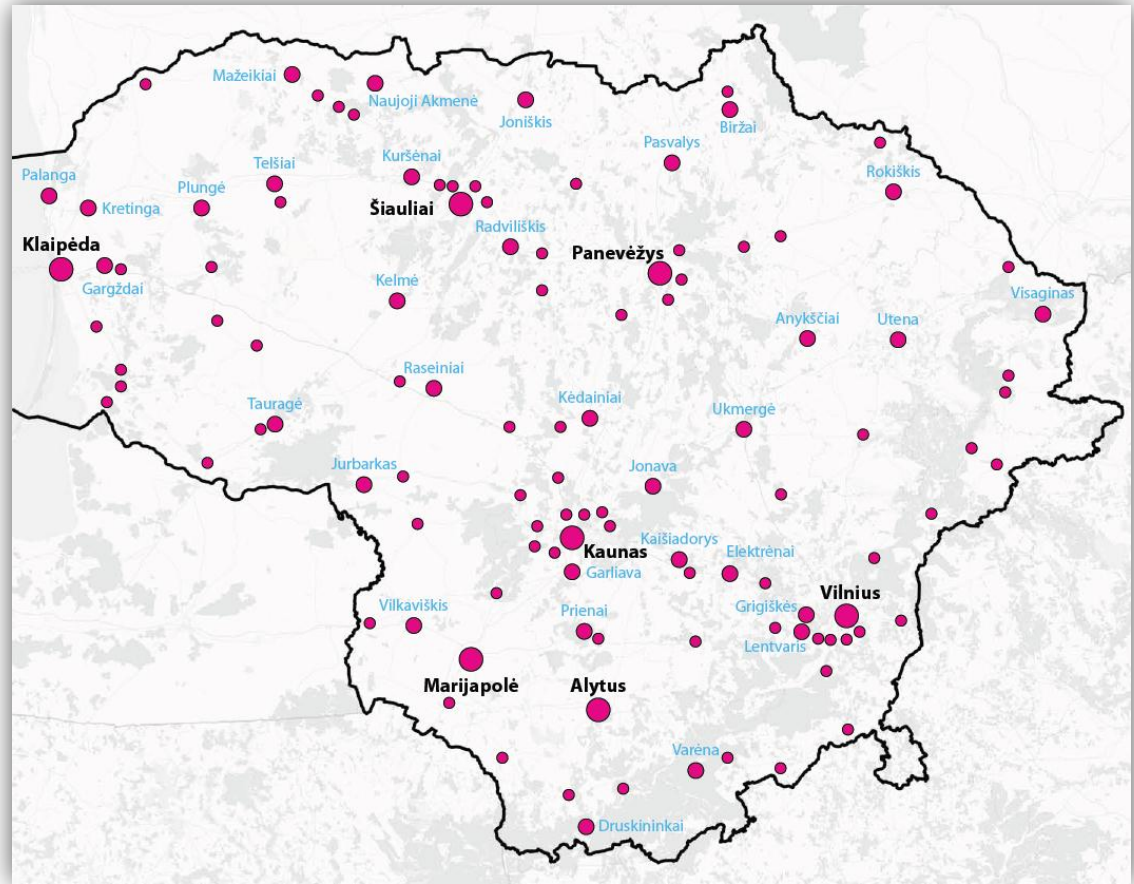 Mažeikiai
Naujoji Akmenė
Joniškis
Biržai
Pasvalys
Kuršėnai
Telšiai
Rokiškis
Palanga
Plungė
Kretinga
Šiauliai
Radviliškis
Klaipėda
Panevėžys
Gargždai
Kelmė
Visaginas
Anykščiai
Utena
Raseiniai
Kėdainiai
Tauragė
Ukmergė
Jurbarkas
Jonava
Kaišiadorys
Kaunas
Elektrėnai
Garliava
Vilnius
Vilkaviškis
Prienai
Grigiškės
Lentvaris
Marijapolė
Alytus
Varėna
Druskininkai